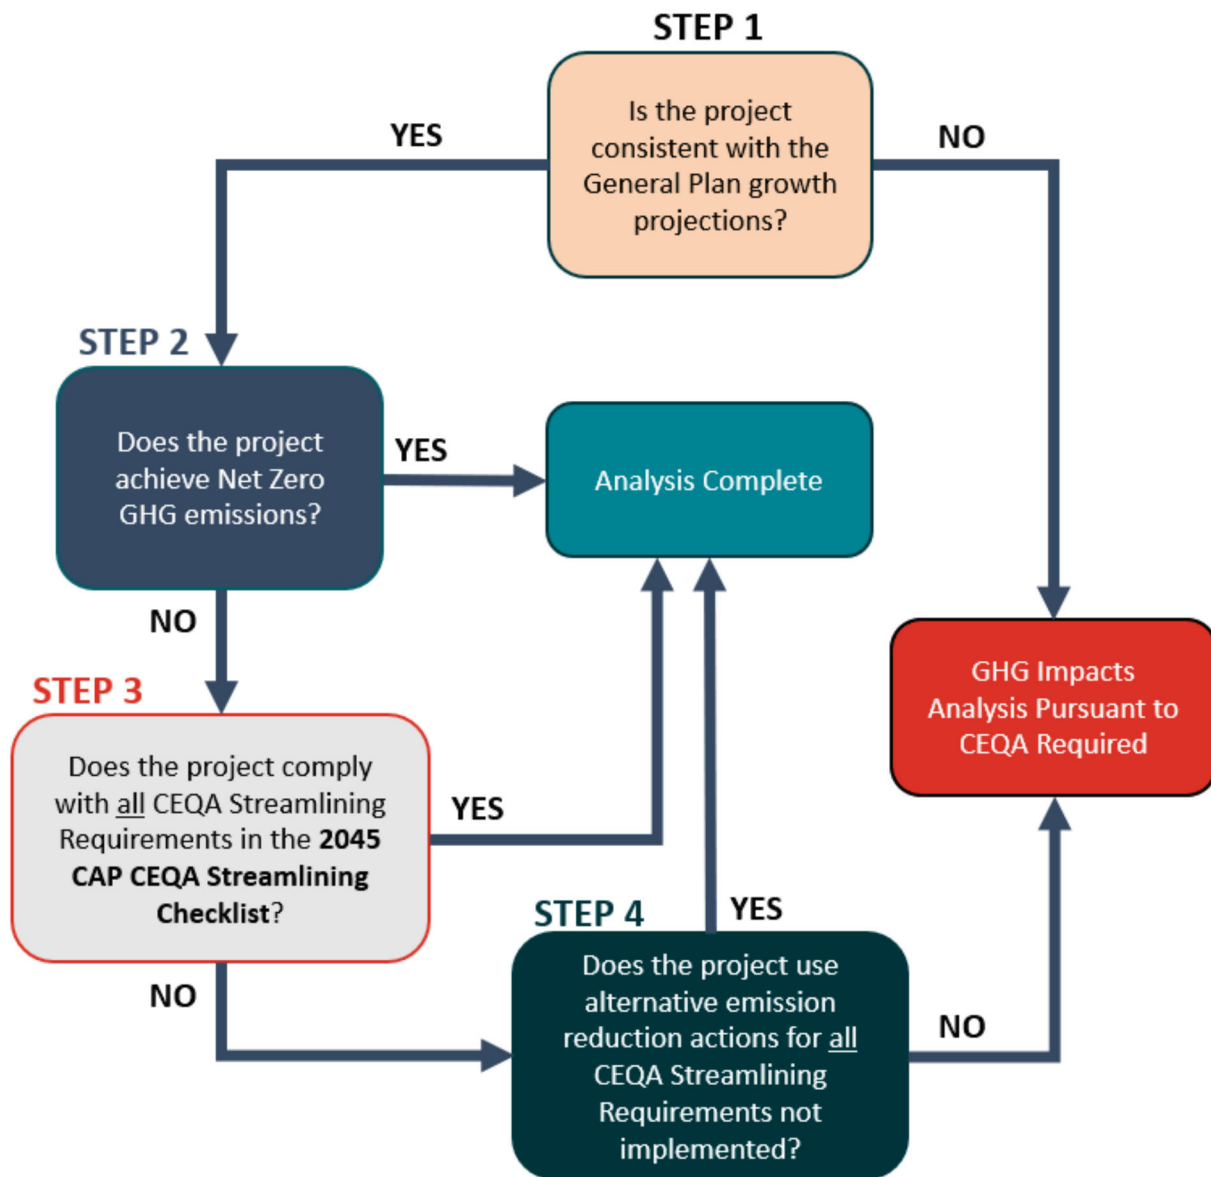 STEP 1
Is the project
consistent with the
General Plan growth
projections?
YES
NO
STEP 2
Does the project
achieve Net Zero
GHG emissions?
YES
Analysis Complete
NO
GHG Impacts
Analysis Pursuant to
CEQA Required
STEP 3
Does the project comply
with all CEQA Streamlining
Requirements in the 2045
CAP CEQA Streamlining
Checklist?
YES
NO
STEP 4
YES
Does the project use
alternative emission
reduction actions for all
CEQA Streamlining
Requirements not
implemented?
NO